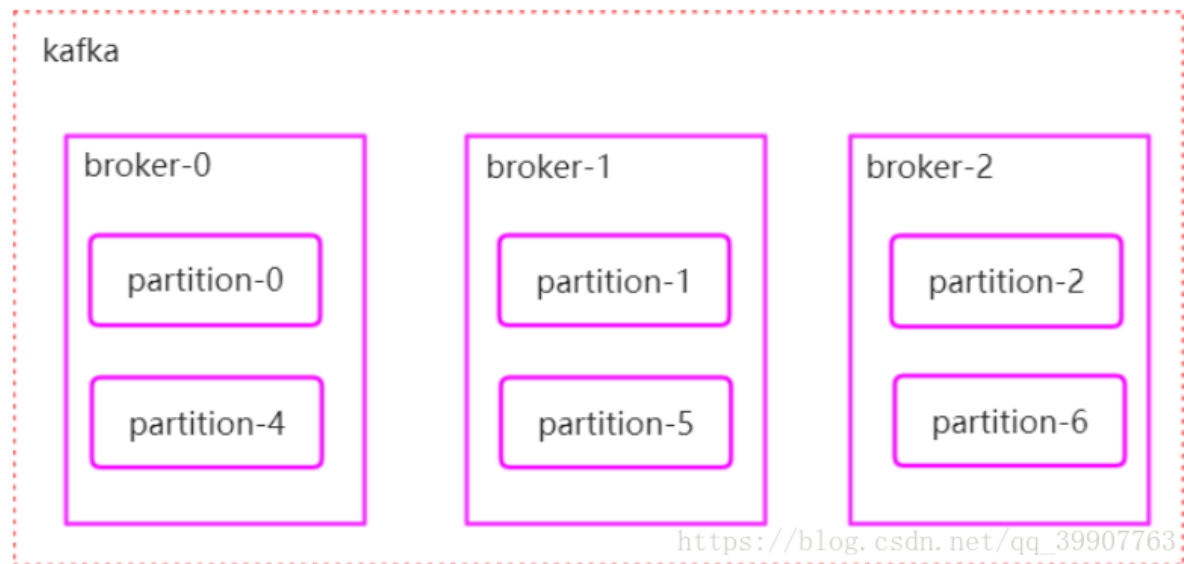 kafka
broker-0
broker-1
broker-2
partition-0
partition-1
partition-2
partition-4
partition-5
partition-6
https://blog.csdn.net/qq_39907763